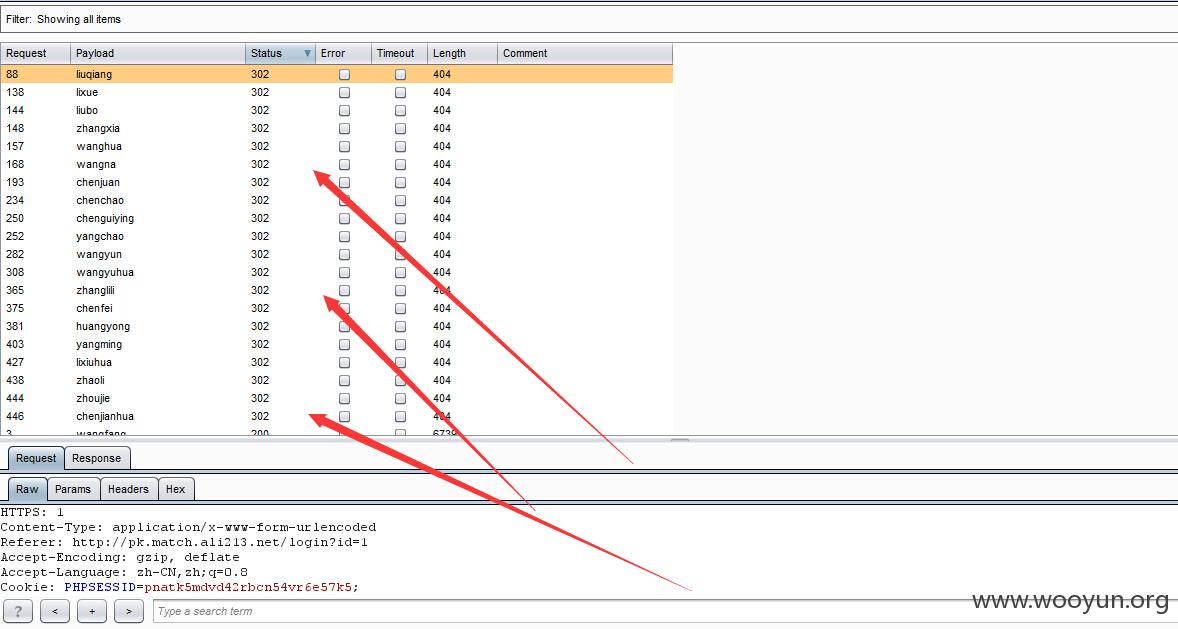 Filter: Showing all items
Request Payload Status Error Timeout Length Comment
88 liuqiang 302 404
138 lixue 302 404
144 liubo 302 404
148 zhangxia 302 404
157 wanghua 302 404
168 wangna 302 404
193 chenjuan 302 404
234 chenchao 302 404
250 chenguiying 302 404
252 yangchao 302 404
282 wangyun 302 404
308 wangyuhua 302 404
365 zhanglili 302 404
375 chenfei 302 404
381 huangyong 302 404
403 yangming 302 404
427 lixiuhua 302 404
438 zhaoli 302 404
444 zhoujie 302 404
446 chenjianhua 302 404
3 wangfang 200 6739
Request Response
Raw Params Headers Hex
HTTPS: 1
Content-Type: application/x-www-form-urlencoded
Referer: http://pk.match.ali213.net/login?id=1
Accept-Encoding: gzip, deflate
Accept-Language: zh-CN,zh;q=0.8
Cookie: PHPSESSID=pnatk5mdvd42rbcn54vr6e57k5;
? < + > Type a search term
www.wooyun.org